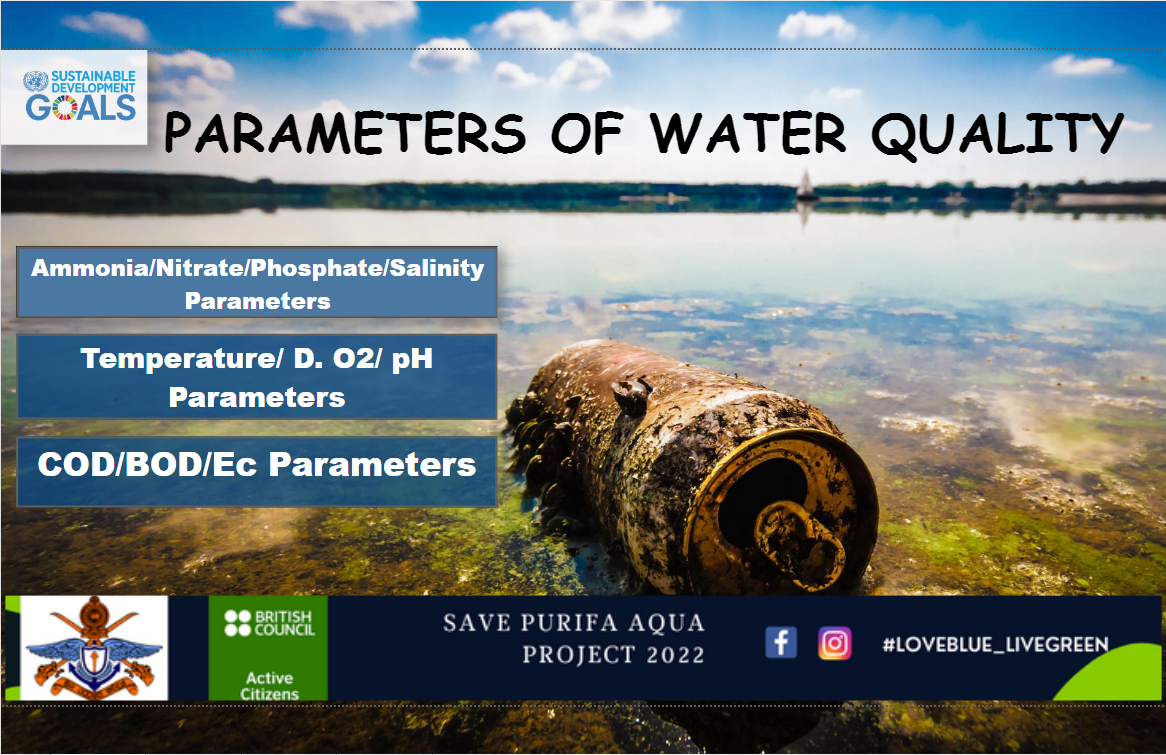 SUSTAINABLE
DEVELOPMENT
GOALS
PARAMETERS OF WATER QUALITY
Ammonia/Nitrate/Phosphate/Salinity
Parameters
Temperature/ D. O2/ pH
Parameters
COD/BOD/Ec Parameters
BRITISH
COUNCIL
Active
Citizens
SAVE PURIFA AQUA
PROJECT 2022
#LOVEBLUE_LIVEGREEN